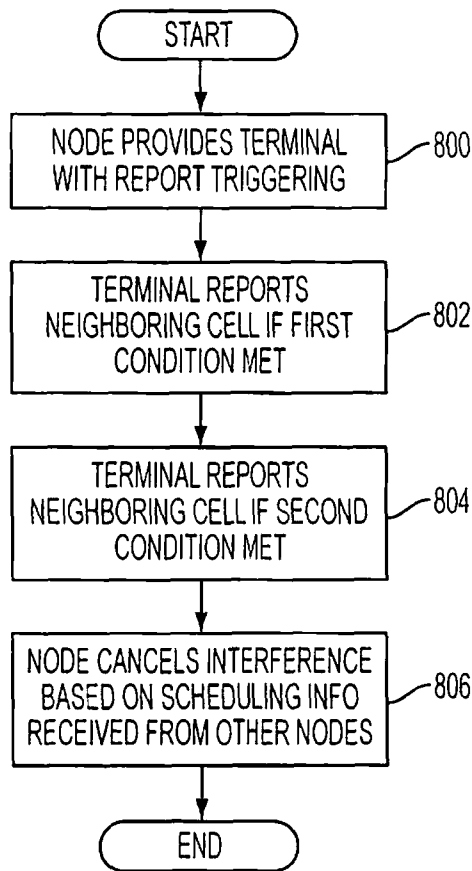 START
NODE PROVIDES TERMINAL
WITH REPORT TRIGGERING
800
TERMINAL REPORTS
NEIGHBORING CELL IF FIRST
CONDITION MET
802
TERMINAL REPORTS
NEIGHBORING CELL IF SECOND
CONDITION MET
804
NODE CANCELS INTERFERENCE
BASED ON SCHEDULING INFO
RECEIVED FROM OTHER NODES
806
END